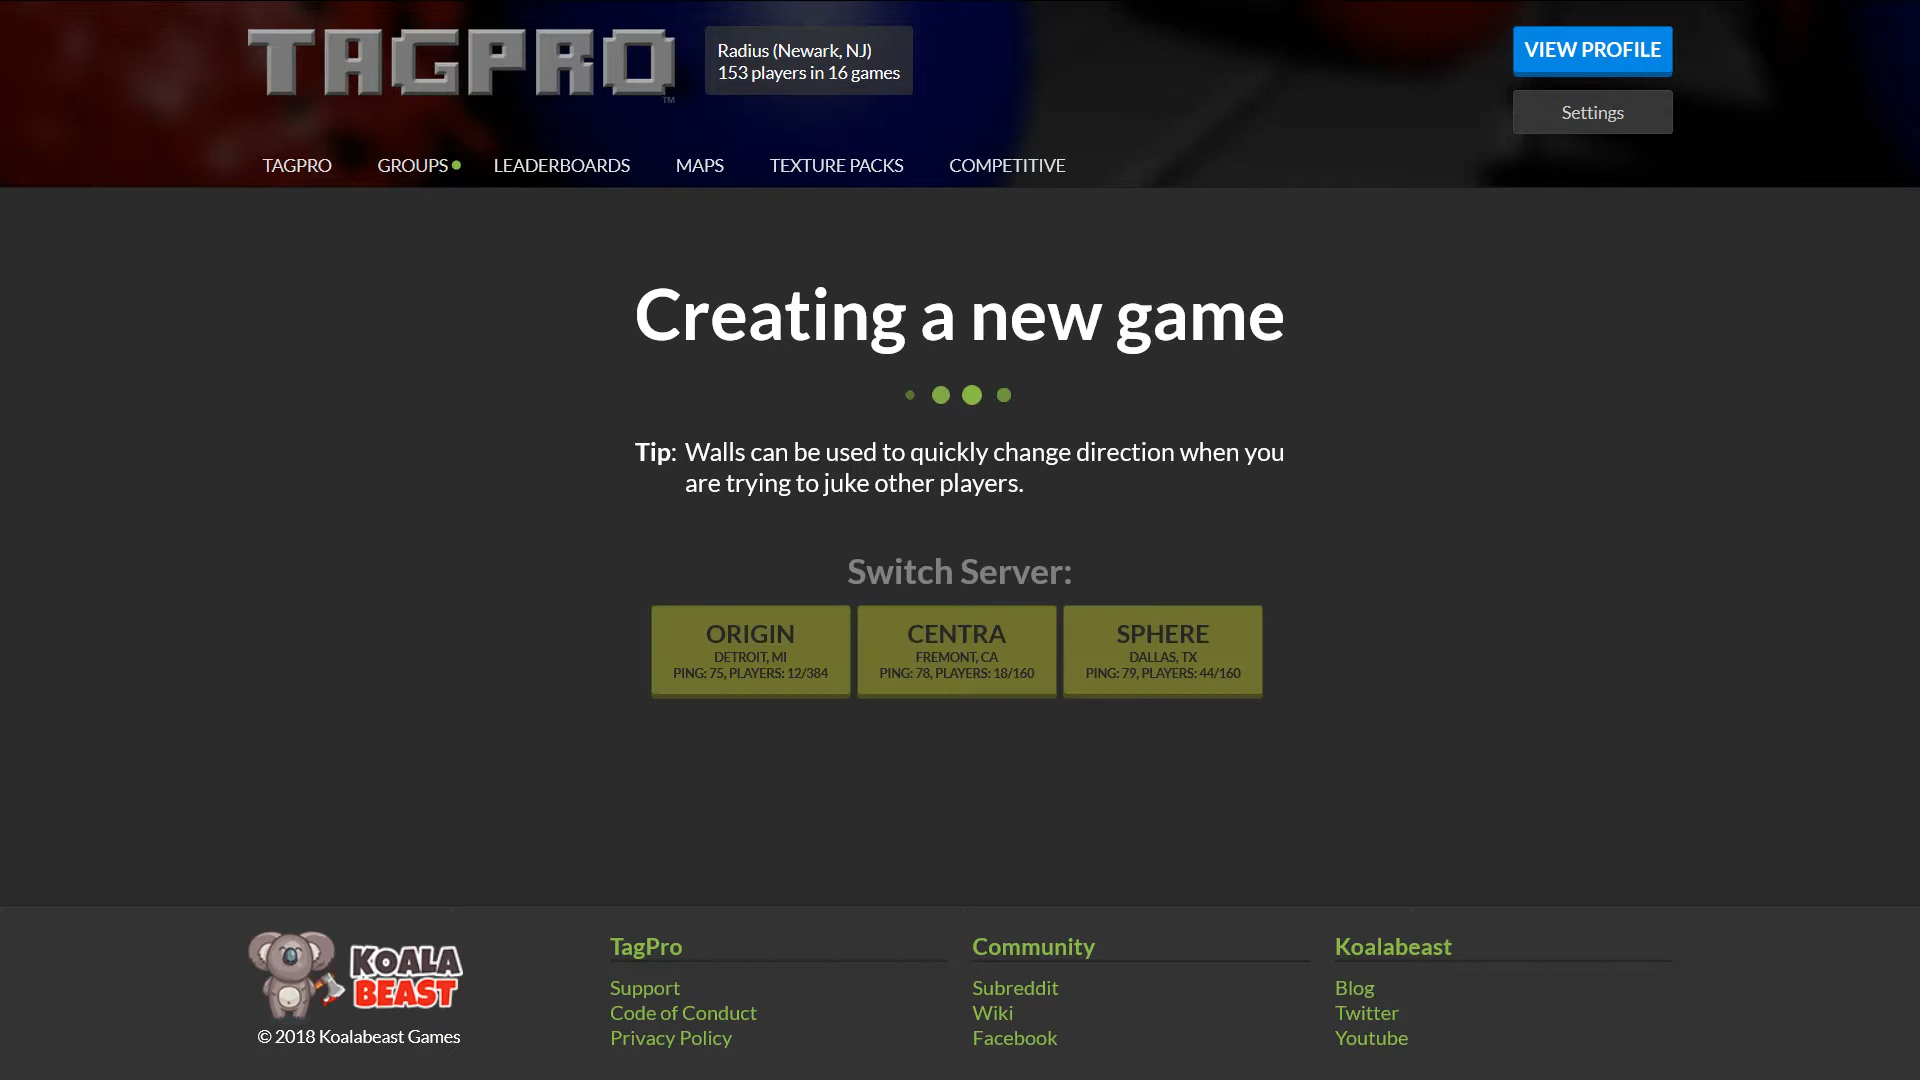 TAGPRO
TM
Radius (Newark, NJ)
153 players in 16 games
VIEW PROFILE
Settings
TAGPRO GROUPS LEADERBOARDS MAPS TEXTURE PACKS COMPETITIVE
Creating a new game
Tip: Walls can be used to quickly change direction when you
are trying to juke other players.
Switch Server:
ORIGIN
DETROIT, MI
PING: 75, PLAYERS: 12/384
CENTRA
FREMONT, CA
PING: 78, PLAYERS: 18/160
SPHERE
DALLAS, TX
PING: 79, PLAYERS: 44/160
KOALA
BEAST
© 2018 Koalabeast Games
TagPro
Support
Code of Conduct
Privacy Policy
Community
Subreddit
Wiki
Facebook
Koalabeast
Blog
Twitter
Youtube